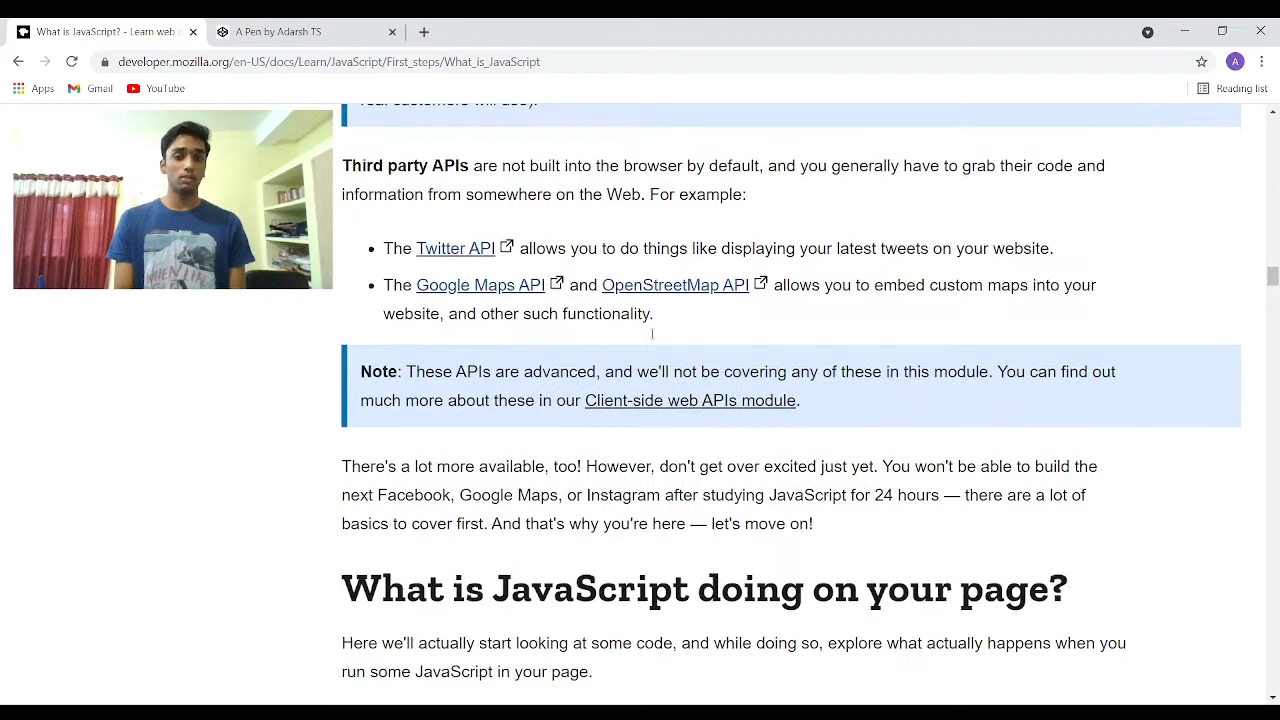 What is JavaScript? - Learn web
A Pen by Adarsh TS
developer.mozilla.org/en-US/docs/Learn/JavaScript/First_steps/What_is_JavaScript
A
Apps
Gmail
YouTube
Reading list
Third party APIs are not built into the browser by default, and you generally have to grab their code and
information from somewhere on the Web. For example:
• The Twitter API allows you to do things like displaying your latest tweets on your website.
• The Google Maps API and OpenStreetMap API allows you to embed custom maps into your
website, and other such functionality.
Note: These APIs are advanced, and we'll not be covering any of these in this module. You can find out
much more about these in our Client-side web APIs module.
There's a lot more available, too! However, don't get over excited just yet. You won't be able to build the
next Facebook, Google Maps, or Instagram after studying JavaScript for 24 hours — there are a lot of
basics to cover first. And that's why you're here — let's move on!
What is JavaScript doing on your page?
Here we'll actually start looking at some code, and while doing so, explore what actually happens when you
run some JavaScript in your page.